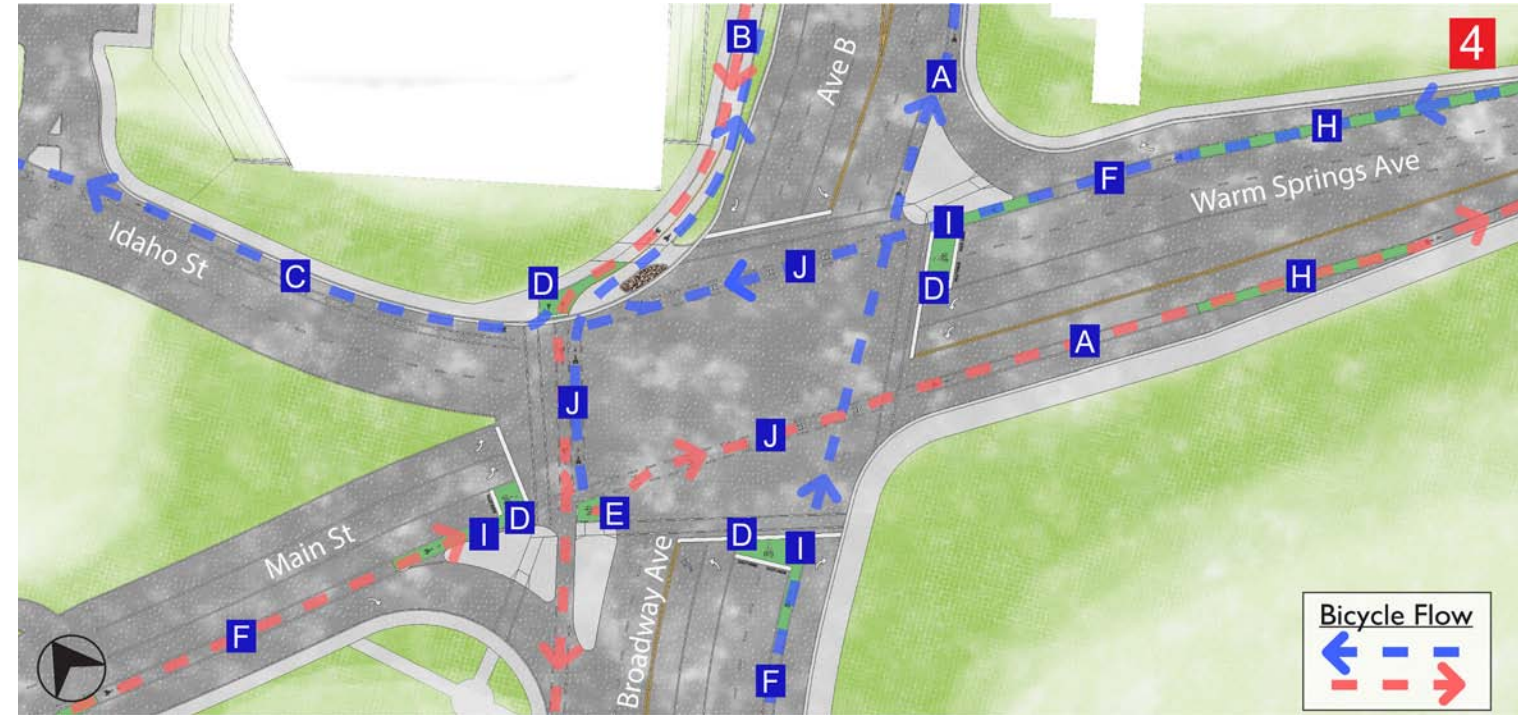 B
A
4
Ave B
H
F
Warm Springs Ave
I
Idaho St
C
J
D
D
H
A
J
J
I
D
E
D
I
Main St
F
Broadway Ave
F
Bicycle Flow